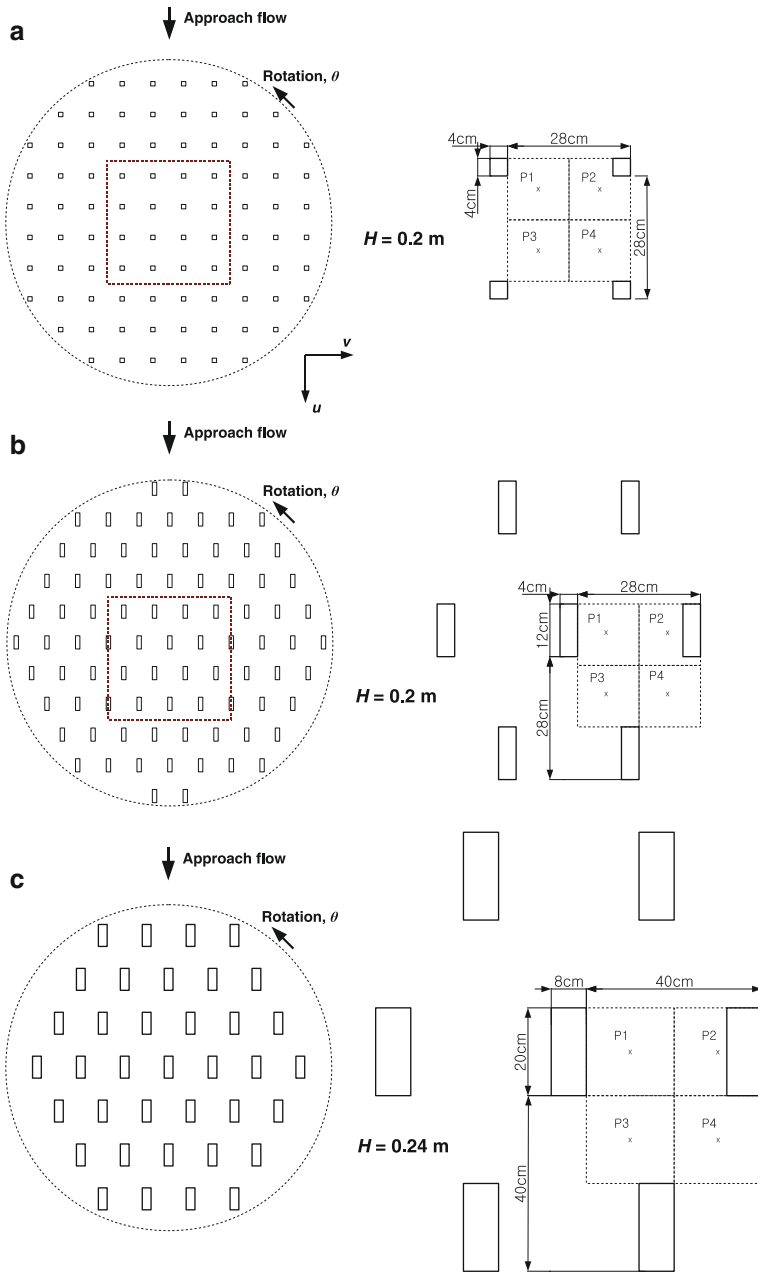 Approach flow
a
Rotation, θ
4cm
28cm
P1
P2
4cm
H = 0.2 m
P3
P4
28cm
v
u
Approach flow
b
Rotation, θ
4cm
28cm
P1
P2
12cm
P3
P4
H = 0.2 m
28cm
Approach flow
c
Rotation, θ
8cm
40cm
P1
P2
20cm
P3
P4
H = 0.24 m
40cm